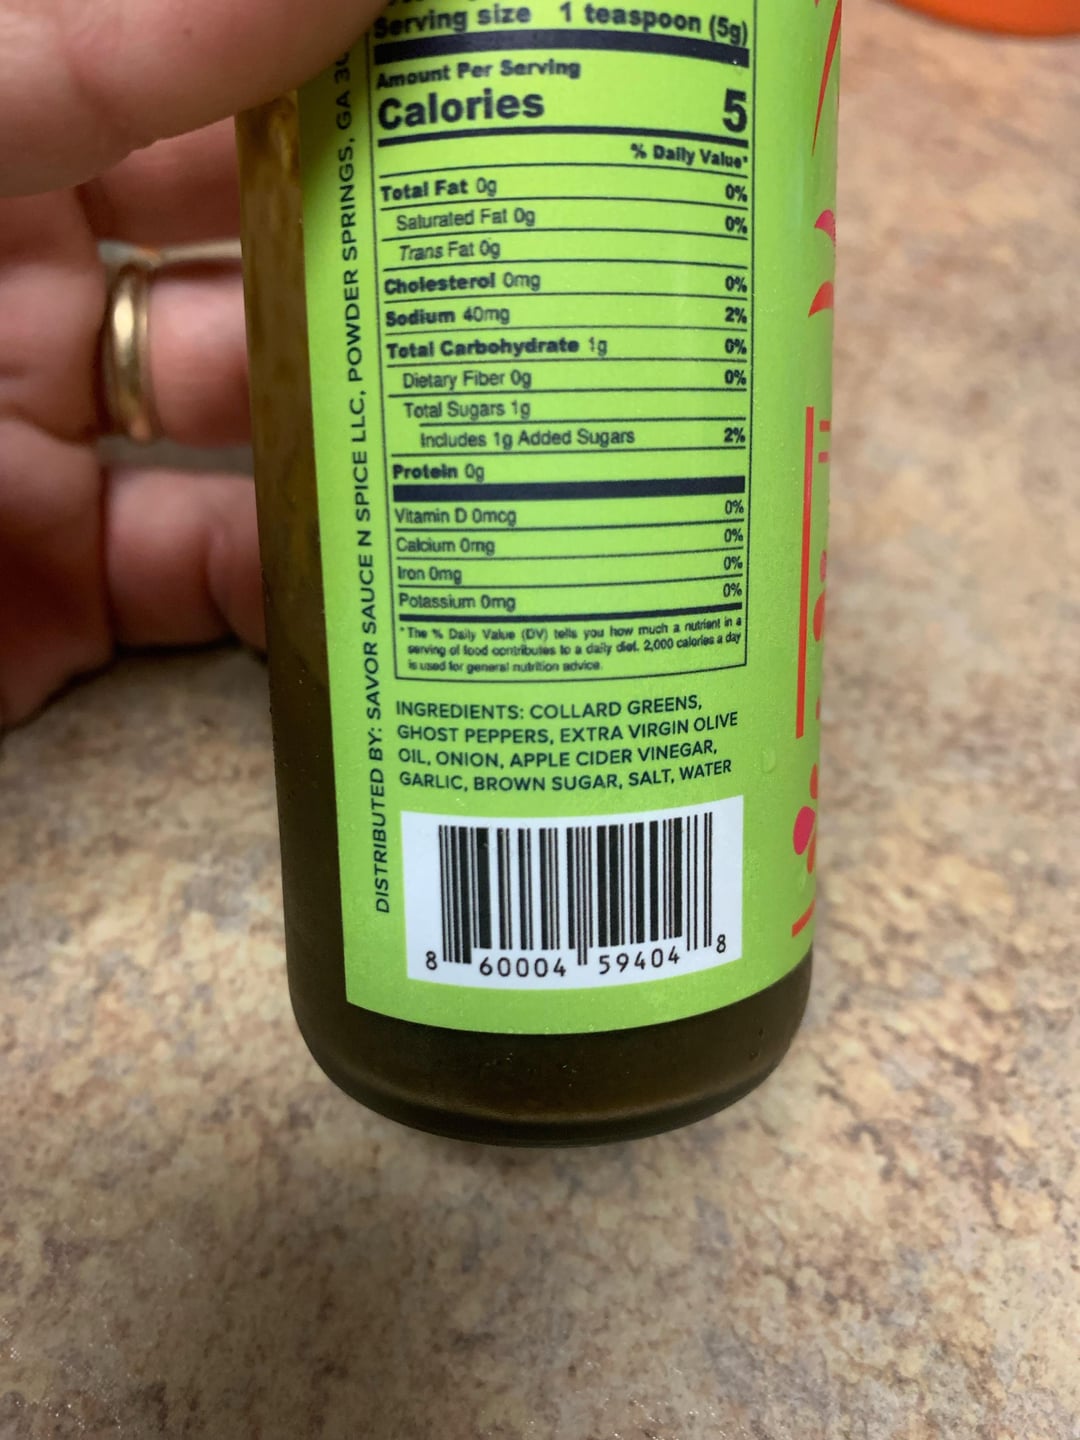 Serving size 1 teaspoon (5g)
Amount Per Serving
Calories 5
% Daily Value*
Total Fat 0g 0%
Saturated Fat 0g 0%
Trans Fat 0g
Cholesterol 0mg 0%
Sodium 40mg 2%
Total Carbohydrate 1g 0%
Dietary Fiber 0g 0%
Total Sugars 1g
Includes 1g Added Sugars 2%
Protein 0g
Vitamin D 0mcg 0%
Calcium 0mg 0%
Iron 0mg 0%
Potassium 0mg 0%
*The % Daily Value (DV) tells you how much a nutrient in a
serving of food contributes to a daily diet. 2,000 calories a day
is used for general nutrition advice.
INGREDIENTS: COLLARD GREENS,
GHOST PEPPERS, EXTRA VIRGIN OLIVE
OIL, ONION, APPLE CIDER VINEGAR,
GARLIC, BROWN SUGAR, SALT, WATER
8 60004 59404 8
DISTRIBUTED BY: SAVOR SAUCE N SPICE LLC, POWDER SPRINGS, GA